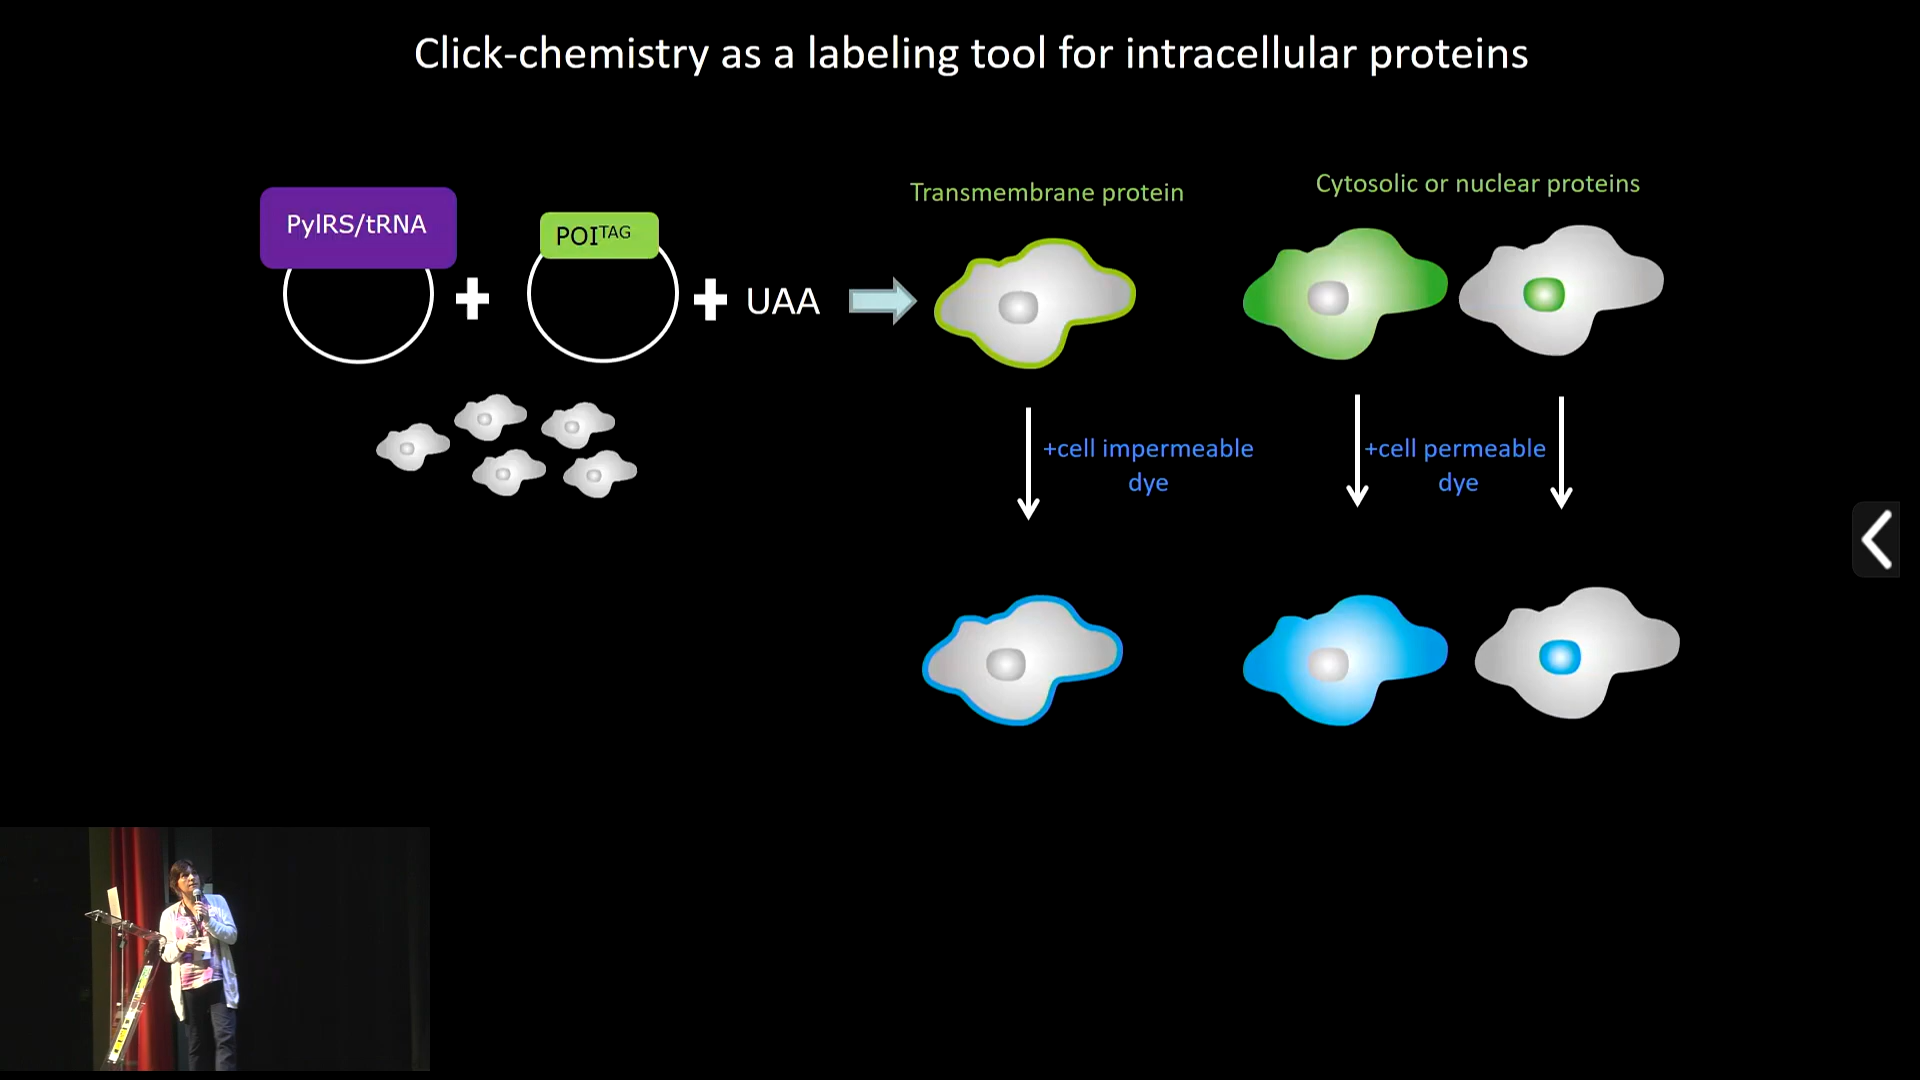 Click-chemistry as a labeling tool for intracellular proteins
PylRS/tRNA
POITAG
UAA
Transmembrane protein
Cytosolic or nuclear proteins
+cell impermeable
dye
+cell permeable
dye